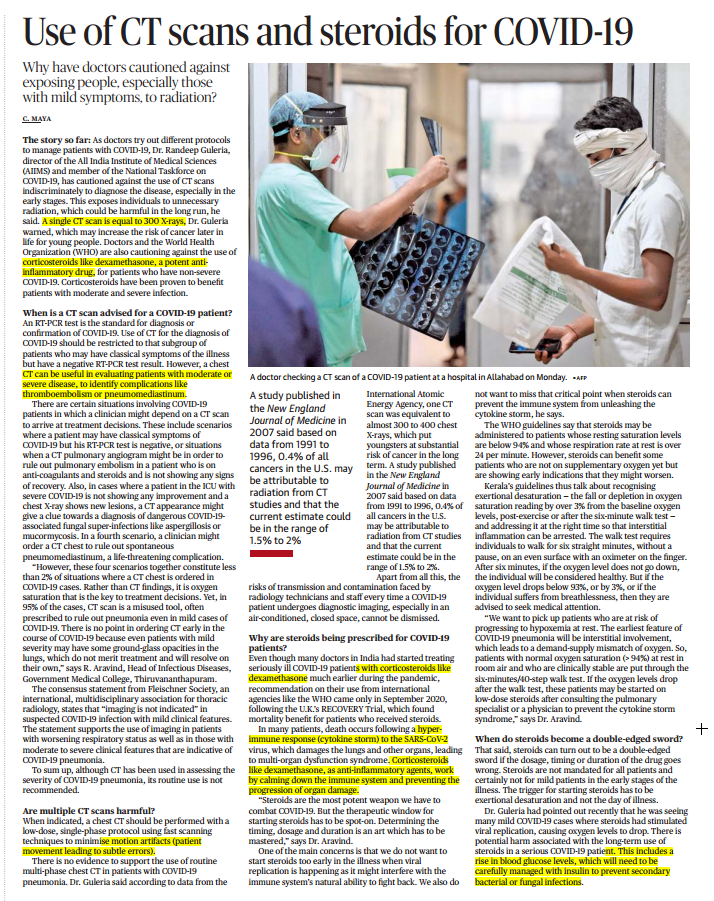 Use of CT scans and steroids for COVID-19
Why have doctors cautioned against
exposing people, especially those
with mild symptoms, to radiation?
C. MAYA
The story so far: As doctors try out different protocols
to manage patients with COVID-19, Dr. Randeep Guleria,
director of the All India Institute of Medical Sciences
(AIIMS) and member of the National Taskforce on
COVID-19, has cautioned against the use of CT scans
indiscriminately to diagnose the disease, especially in the
early stages. This exposes individuals to unnecessary
radiation, which could be harmful in the long run, he
said. A single CT scan is equal to 300 X-rays, Dr. Guleria
warned, which may increase the risk of cancer later in
life for young people. Doctors and the World Health
Organization (WHO) are also cautioning against the use of
corticosteroids like dexamethasone, a potent anti-
inflammatory drug, for patients who have non-severe
COVID-19. Corticosteroids have been proven to benefit
patients with moderate and severe infection.
When is a CT scan advised for a COVID-19 patient?
An RT-PCR test is the standard for diagnosis or
confirmation of COVID-19. Use of CT for the diagnosis of
COVID-19 should be restricted to that subgroup of
patients who may have classical symptoms of the illness
but have a negative RT-PCR test result. However, a chest
CT can be useful in evaluating patients with moderate or
severe disease, to identify complications like
thromboembolism or pneumomediastinum.
There are certain situations involving COVID-19
patients in which a clinician might depend on a CT scan
to arrive at treatment decisions. These include scenarios
where a patient may have classical symptoms of
COVID-19 but his RT-PCR test is negative, or situations
when a CT pulmonary angiogram might be in order to
rule out pulmonary embolism in a patient who is on
anti-coagulants and steroids and is not showing any signs
of recovery. Also, in cases where a patient in the ICU with
severe COVID-19 is not showing any improvement and a
chest X-ray shows new lesions, a CT appearance might
give a clue towards a diagnosis of dangerous COVID-19-
associated fungal super-infections like aspergillosis or
mucormycosis. In a fourth scenario, a clinician might
order a chest CT to rule out spontaneous
pneumomediastinum, a life-threatening complication.
"However, these four scenarios together constitute less
than 2% of situations where a CT chest is ordered in
COVID-19 cases. Rather than CT findings, it is oxygen
saturation that is the key to treatment decisions. Yet, in
95% of the cases, CT scan is a misused tool, often
prescribed to rule out pneumonia even in mild cases of
COVID-19. There is no point in ordering CT early in the
course of COVID-19 because even patients with mild
severity may have some ground-glass opacities in the
lungs, which do not merit treatment and will resolve on
their own," says R. Aravind, Head of Infectious Diseases,
Government Medical College, Thiruvananthapuram.
The consensus statement from Fleischner Society, an
international, multidisciplinary association for thoracic
radiology, states that "imaging is not indicated" in
suspected COVID-19 infection with mild clinical features.
The statement supports the use of imaging in patients
with worsening respiratory status as well as in those with
moderate to severe clinical features that are indicative of
COVID-19 pneumonia.
To sum up, although CT has been used in assessing the
severity of COVID-19 pneumonia, its routine use is not
recommended.
Are multiple CT scans harmful?
When indicated, a chest CT should be performed with a
low-dose, single-phase protocol using fast scanning
techniques to minimise motion artifacts (patient
movement leading to subtle errors).
There is no evidence to support the use of routine
multi-phase chest CT in patients with COVID-19
pneumonia. Dr. Guleria said according to data from the
A doctor checking a CT scan of a COVID-19 patient at a hospital in Allahabad on Monday. •AFP
A study published in
the New England
Journal of Medicine in
2007 said based on
data from 1991 to
1996, 0.4% of all
cancers in the U.S. may
be attributable to
radiation from CT
studies and that the
current estimate could
be in the range of
1.5% to 2%
International Atomic
Energy Agency, one CT
scan was equivalent to
almost 300 to 400 chest
X-rays, which put
youngsters at substantial
risk of cancer in the long
term. A study published
in the New England
Journal of Medicine in
2007 said based on data
from 1991 to 1996, 0.4% of
all cancers in the U.S.
may be attributable to
radiation from CT studies
and that the current
estimate could be in the
range of 1.5% to 2%.
Apart from all this, the
risks of transmission and contamination faced by
radiology technicians and staff every time a COVID-19
patient undergoes diagnostic imaging, especially in an
air-conditioned, closed space, cannot be dismissed.
Why are steroids being prescribed for COVID-19
patients?
Even though many doctors in India had started treating
seriously ill COVID-19 patients with corticosteroids like
dexamethasone much earlier during the pandemic,
recommendation on their use from international
agencies like the WHO came only in September 2020,
following the U.K.'s RECOVERY Trial, which found
mortality benefit for patients who received steroids.
In many patients, death occurs following a hyper-
immune response (cytokine storm) to the SARS-CoV-2
virus, which damages the lungs and other organs, leading
to multi-organ dysfunction syndrome. Corticosteroids
like dexamethasone, as anti-inflammatory agents, work
by calming down the immune system and preventing the
progression of organ damage.
"Steroids are the most potent weapon we have to
combat COVID-19. But the therapeutic window for
starting steroids has to be spot-on. Determining the
timing, dosage and duration is an art which has to be
mastered," says Dr. Aravind.
One of the main concerns is that we do not want to
start steroids too early in the illness when viral
replication is happening as it might interfere with the
immune system's natural ability to fight back. We also do
not want to miss that critical point when steroids can
prevent the immune system from unleashing the
cytokine storm, he says.
The WHO guidelines say that steroids may be
administered to patients whose resting saturation levels
are below 94% and whose respiration rate at rest is over
24 per minute. However, steroids can benefit some
patients who are not on supplementary oxygen yet but
are showing early indications that they might worsen.
Kerala's guidelines thus talk about recognising
exertional desaturation – the fall or depletion in oxygen
saturation reading by over 3% from the baseline oxygen
levels, post-exercise or after the six-minute walk test –
and addressing it at the right time so that interstitial
inflammation can be arrested. The walk test requires
individuals to walk for six straight minutes, without a
pause, on an even surface with an oximeter on the finger.
After six minutes, if the oxygen level does not go down,
the individual will be considered healthy. But if the
oxygen level drops below 93%, or by 3%, or if the
individual suffers from breathlessness, then they are
advised to seek medical attention.
"We want to pick up patients who are at risk of
progressing to hypoxemia at rest. The earliest feature of
COVID-19 pneumonia will be interstitial involvement,
which leads to a demand-supply mismatch of oxygen. So,
patients with normal oxygen saturation (> 94%) at rest in
room air and who are clinically stable are put through the
six-minutes/40-step walk test. If the oxygen levels drop
after the walk test, these patients may be started on
low-dose steroids after consulting the pulmonary
specialist or a physician to prevent the cytokine storm
syndrome," says Dr. Aravind.
When do steroids become a double-edged sword?
That said, steroids can turn out to be a double-edged
sword if the dosage, timing or duration of the drug goes
wrong. Steroids are not mandated for all patients and
certainly not for mild patients in the early stages of the
illness. The trigger for starting steroids has to be
exertional desaturation and not the day of illness.
Dr. Guleria had pointed out recently that he was seeing
many mild COVID-19 cases where steroids had stimulated
viral replication, causing oxygen levels to drop. There is
potential harm associated with the long-term use of
steroids in a serious COVID-19 patient. This includes a
rise in blood glucose levels, which will need to be
carefully managed with insulin to prevent secondary
bacterial or fungal infections.